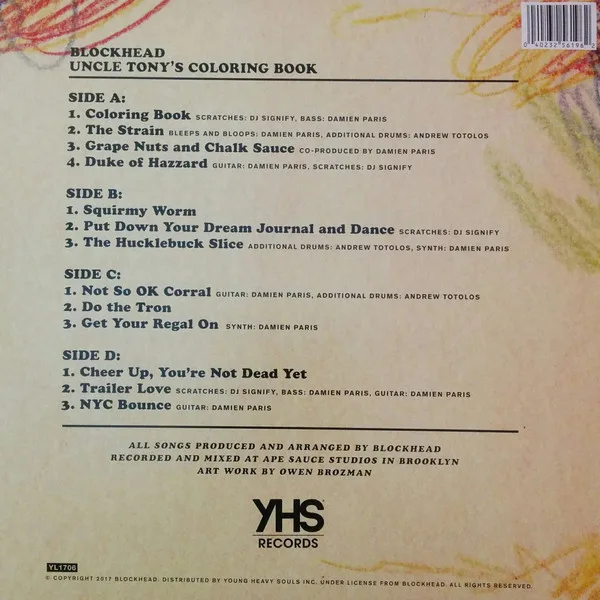 0 40232 56196 2
BLOCKHEAD
UNCLE TONY'S COLORING BOOK
SIDE A:
1. Coloring Book SCRATCHES: DJ SIGNIFY, BASS: DAMIEN PARIS
2. The Strain BLEEPS AND BLOOPS: DAMIEN PARIS, ADDITIONAL DRUMS: ANDREW TOTOLOS
3. Grape Nuts and Chalk Sauce CO-PRODUCED BY DAMIEN PARIS
4. Duke of Hazzard GUITAR: DAMIEN PARIS, SCRATCHES: DJ SIGNIFY
SIDE B:
1. Squirmy Worm
2. Put Down Your Dream Journal and Dance SCRATCHES: DJ SIGNIFY
3. The Hucklebuck Slice ADDITIONAL DRUMS: ANDREW TOTOLOS, SYNTH: DAMIEN PARIS
SIDE C:
1. Not So OK Corral GUITAR: DAMIEN PARIS, ADDITIONAL DRUMS: ANDREW TOTOLOS
2. Do the Tron
3. Get Your Regal On SYNTH: DAMIEN PARIS
SIDE D:
1. Cheer Up, You're Not Dead Yet
2. Trailer Love SCRATCHES: DJ SIGNIFY, BASS: DAMIEN PARIS, GUITAR: DAMIEN PARIS
3. NYC Bounce GUITAR: DAMIEN PARIS
ALL SONGS PRODUCED AND ARRANGED BY BLOCKHEAD
RECORDED AND MIXED AT APE SAUCE STUDIOS IN BROOKLYN
ART WORK BY OWEN BROZMAN
YHS
RECORDS
YL1706
© COPYRIGHT 2017 BLOCKHEAD. DISTRIBUTED BY YOUNG HEAVY SOULS INC. UNDER LICENSE FROM BLOCKHEAD. ALL RIGHTS RESERVED.